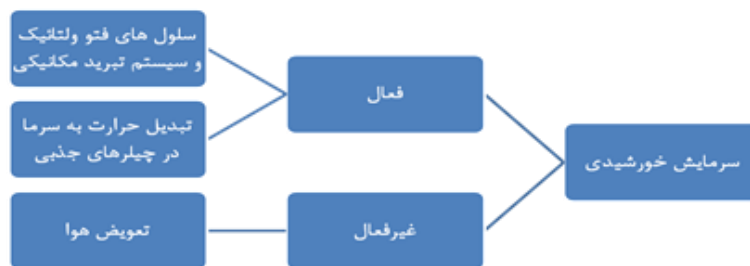 سرمایش خورشیدی
فعال
سلول های فتو ولتائیک
و سیستم تبرید مکانیکی
تبدیل حرارت به سرما
در چیلرهای جذبی
غیرفعال
تعویض هوا